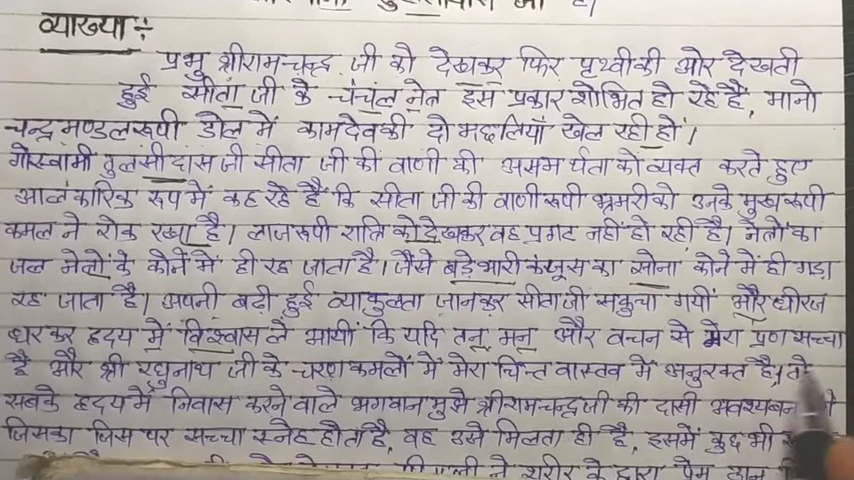 व्याख्या ÷
प्रभु श्रीरामचन्द्र जी को देखकर फिर पृथ्वीकी ओर देखती
हुई सीता जी के चंचल नेत्र इस प्रकार शोभित हो रहे हैं, मानो
चन्द्रमण्डलरूपी डोल में कामदेवकी दो मछलियाँ खेल रही हों।
गोस्वामी तुलसीदास जी सीता जी की वाणी की असमर्थता को व्यक्त करते हुए
आलंकारिक रूप में कह रहे हैं कि सीता जी की वाणीरूपी भ्रमरीको उनके मुखरूपी
कमल ने रोक रखा है। लाजरूपी रात्रि को देखकर वह प्रगट नहीं हो रही है। नेत्रों का
जल नेत्रों के कोने में ही रह जाता है। जैसे बड़े भारी कंजूस का सोना कोने में ही गड़ा
रह जाता है। अपनी बढ़ी हुई व्याकुलता जानकर सीता जी सकुचा गयीं और धीरज
धर कर हृदय में विश्वास ले आयीं कि यदि तन, मन और वचन से मेरा प्रण सच्चा
है और श्री रघुनाथ जी के चरण कमलों में मेरा चित्त वास्तव में अनुरक्त है, तो
सबके हृदय में निवास करने वाले भगवान मुझे श्रीरामचन्द्र जी की दासी अवश्य
जिसका जिस पर सच्चा स्नेह होता है, वह उसे मिलता ही है, इसमें कुछ भी
ने शरीर के द्वारा प्रेम